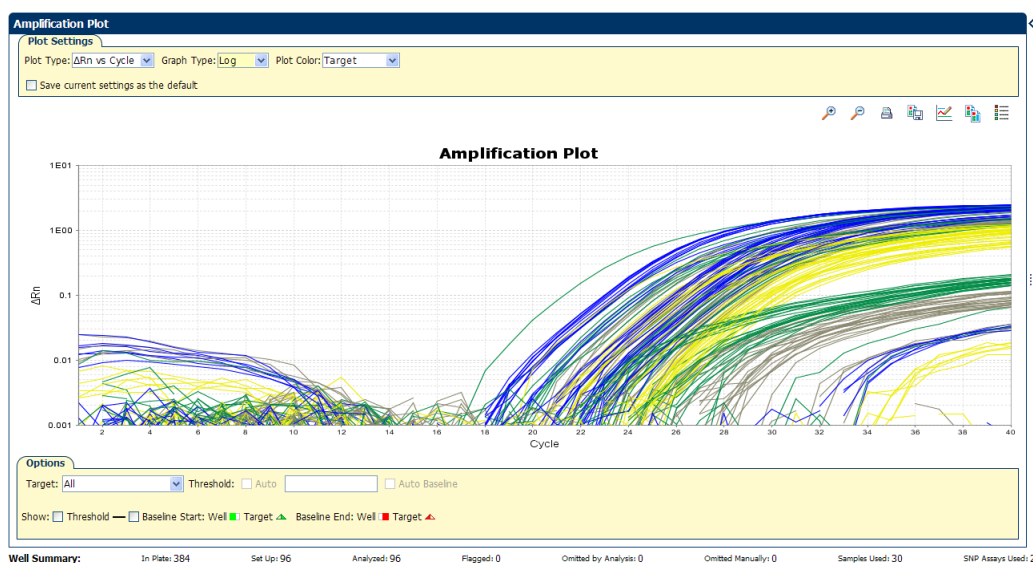 Amplification Plot
Plot Settings
Plot Type: ΔRn vs Cycle Graph Type: Log Plot Color: Target
Save current settings as the default
Amplification Plot
1E01
1E00
0.1
0.01
0.001
ΔRn
2 4 6 8 10 12 14 16 18 20 22 24 26 28 30 32 34 36 38 40
Cycle
Options
Target: All Threshold: Auto Auto Baseline
Show: Threshold Baseline Start: Well Target Baseline End: Well Target
Well Summary: In Plate: 384 Set Up: 96 Analyzed: 96 Flagged: 0 Omitted by Analysis: 0 Omitted Manually: 0 Samples Used: 30 SNP Assays Used: 2